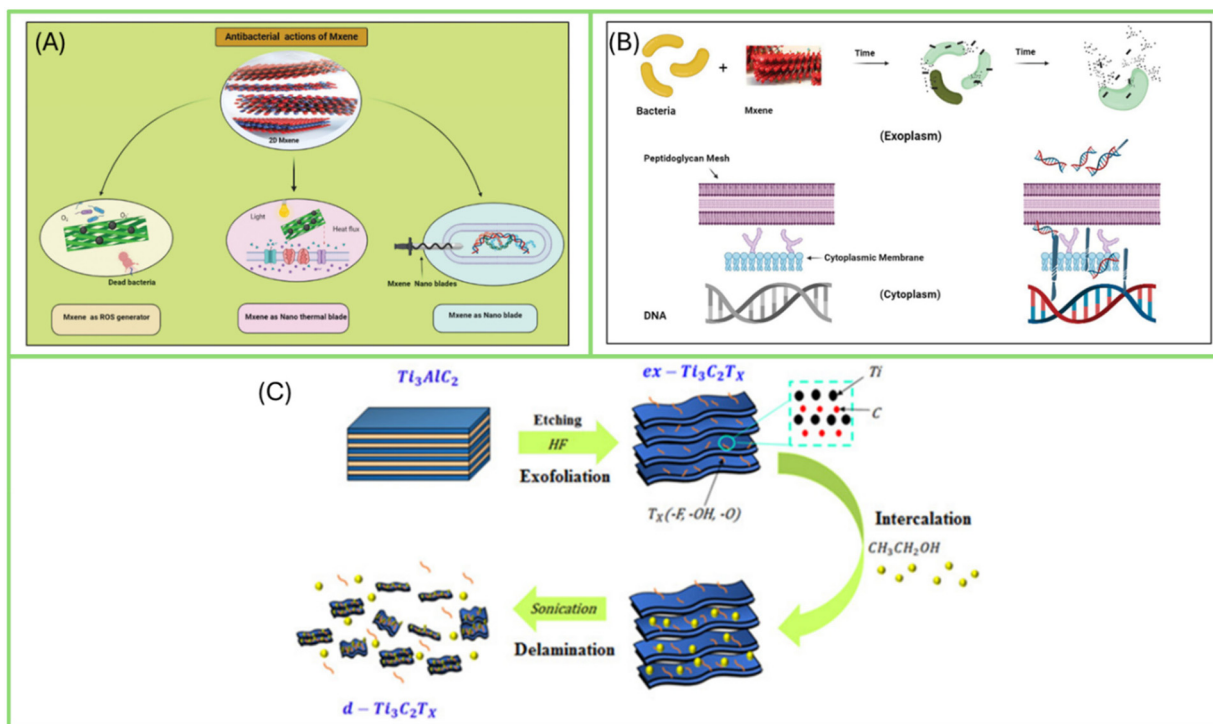 (A)
Antibacterial actions of Mxene
2D Mxene
O₂
O₂
Dead bacteria
Mxene as ROS generator
Light
Heat flux
Mxene as Nano thermal blade
Mxene Nano blades
Mxene as Nano blade
(B)
Bacteria
+
Mxene
Time
Time
(Exoplasm)
Peptidoglycan Mesh
Cytoplasmic Membrane
(Cytoplasm)
DNA
(C)
Ti₃AlC₂
Etching
HF
Exofoliation
ex − Ti₃C₂Tₓ
Ti
C
Tₓ(-F, -OH, -O)
Intercalation
CH₃CH₂OH
Sonication
Delamination
d − Ti₃C₂Tₓ